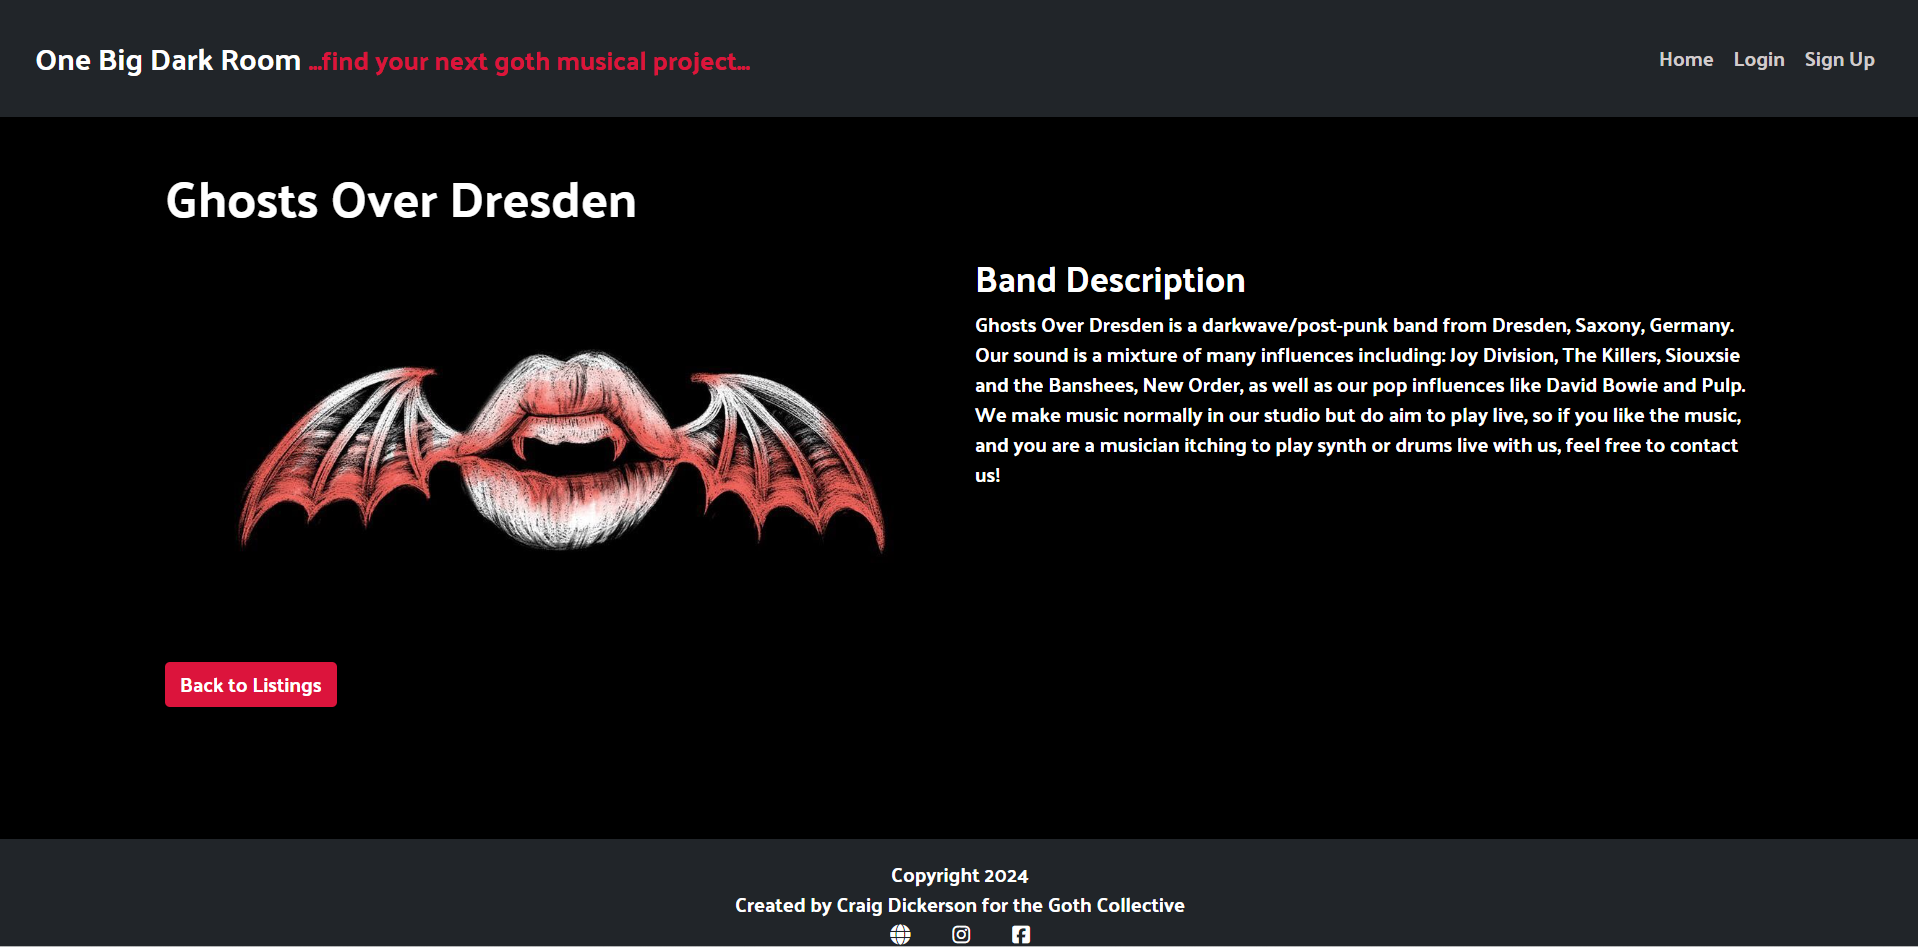 One Big Dark Room ...find your next goth musical project...
Home Login Sign Up
Ghosts Over Dresden
Band Description
Ghosts Over Dresden is a darkwave/post-punk band from Dresden, Saxony, Germany.
Our sound is a mixture of many influences including: Joy Division, The Killers, Siouxsie
and the Banshees, New Order, as well as our pop influences like David Bowie and Pulp.
We make music normally in our studio but do aim to play live, so if you like the music,
and you are a musician itching to play synth or drums live with us, feel free to contact
us!
Back to Listings
Copyright 2024
Created by Craig Dickerson for the Goth Collective